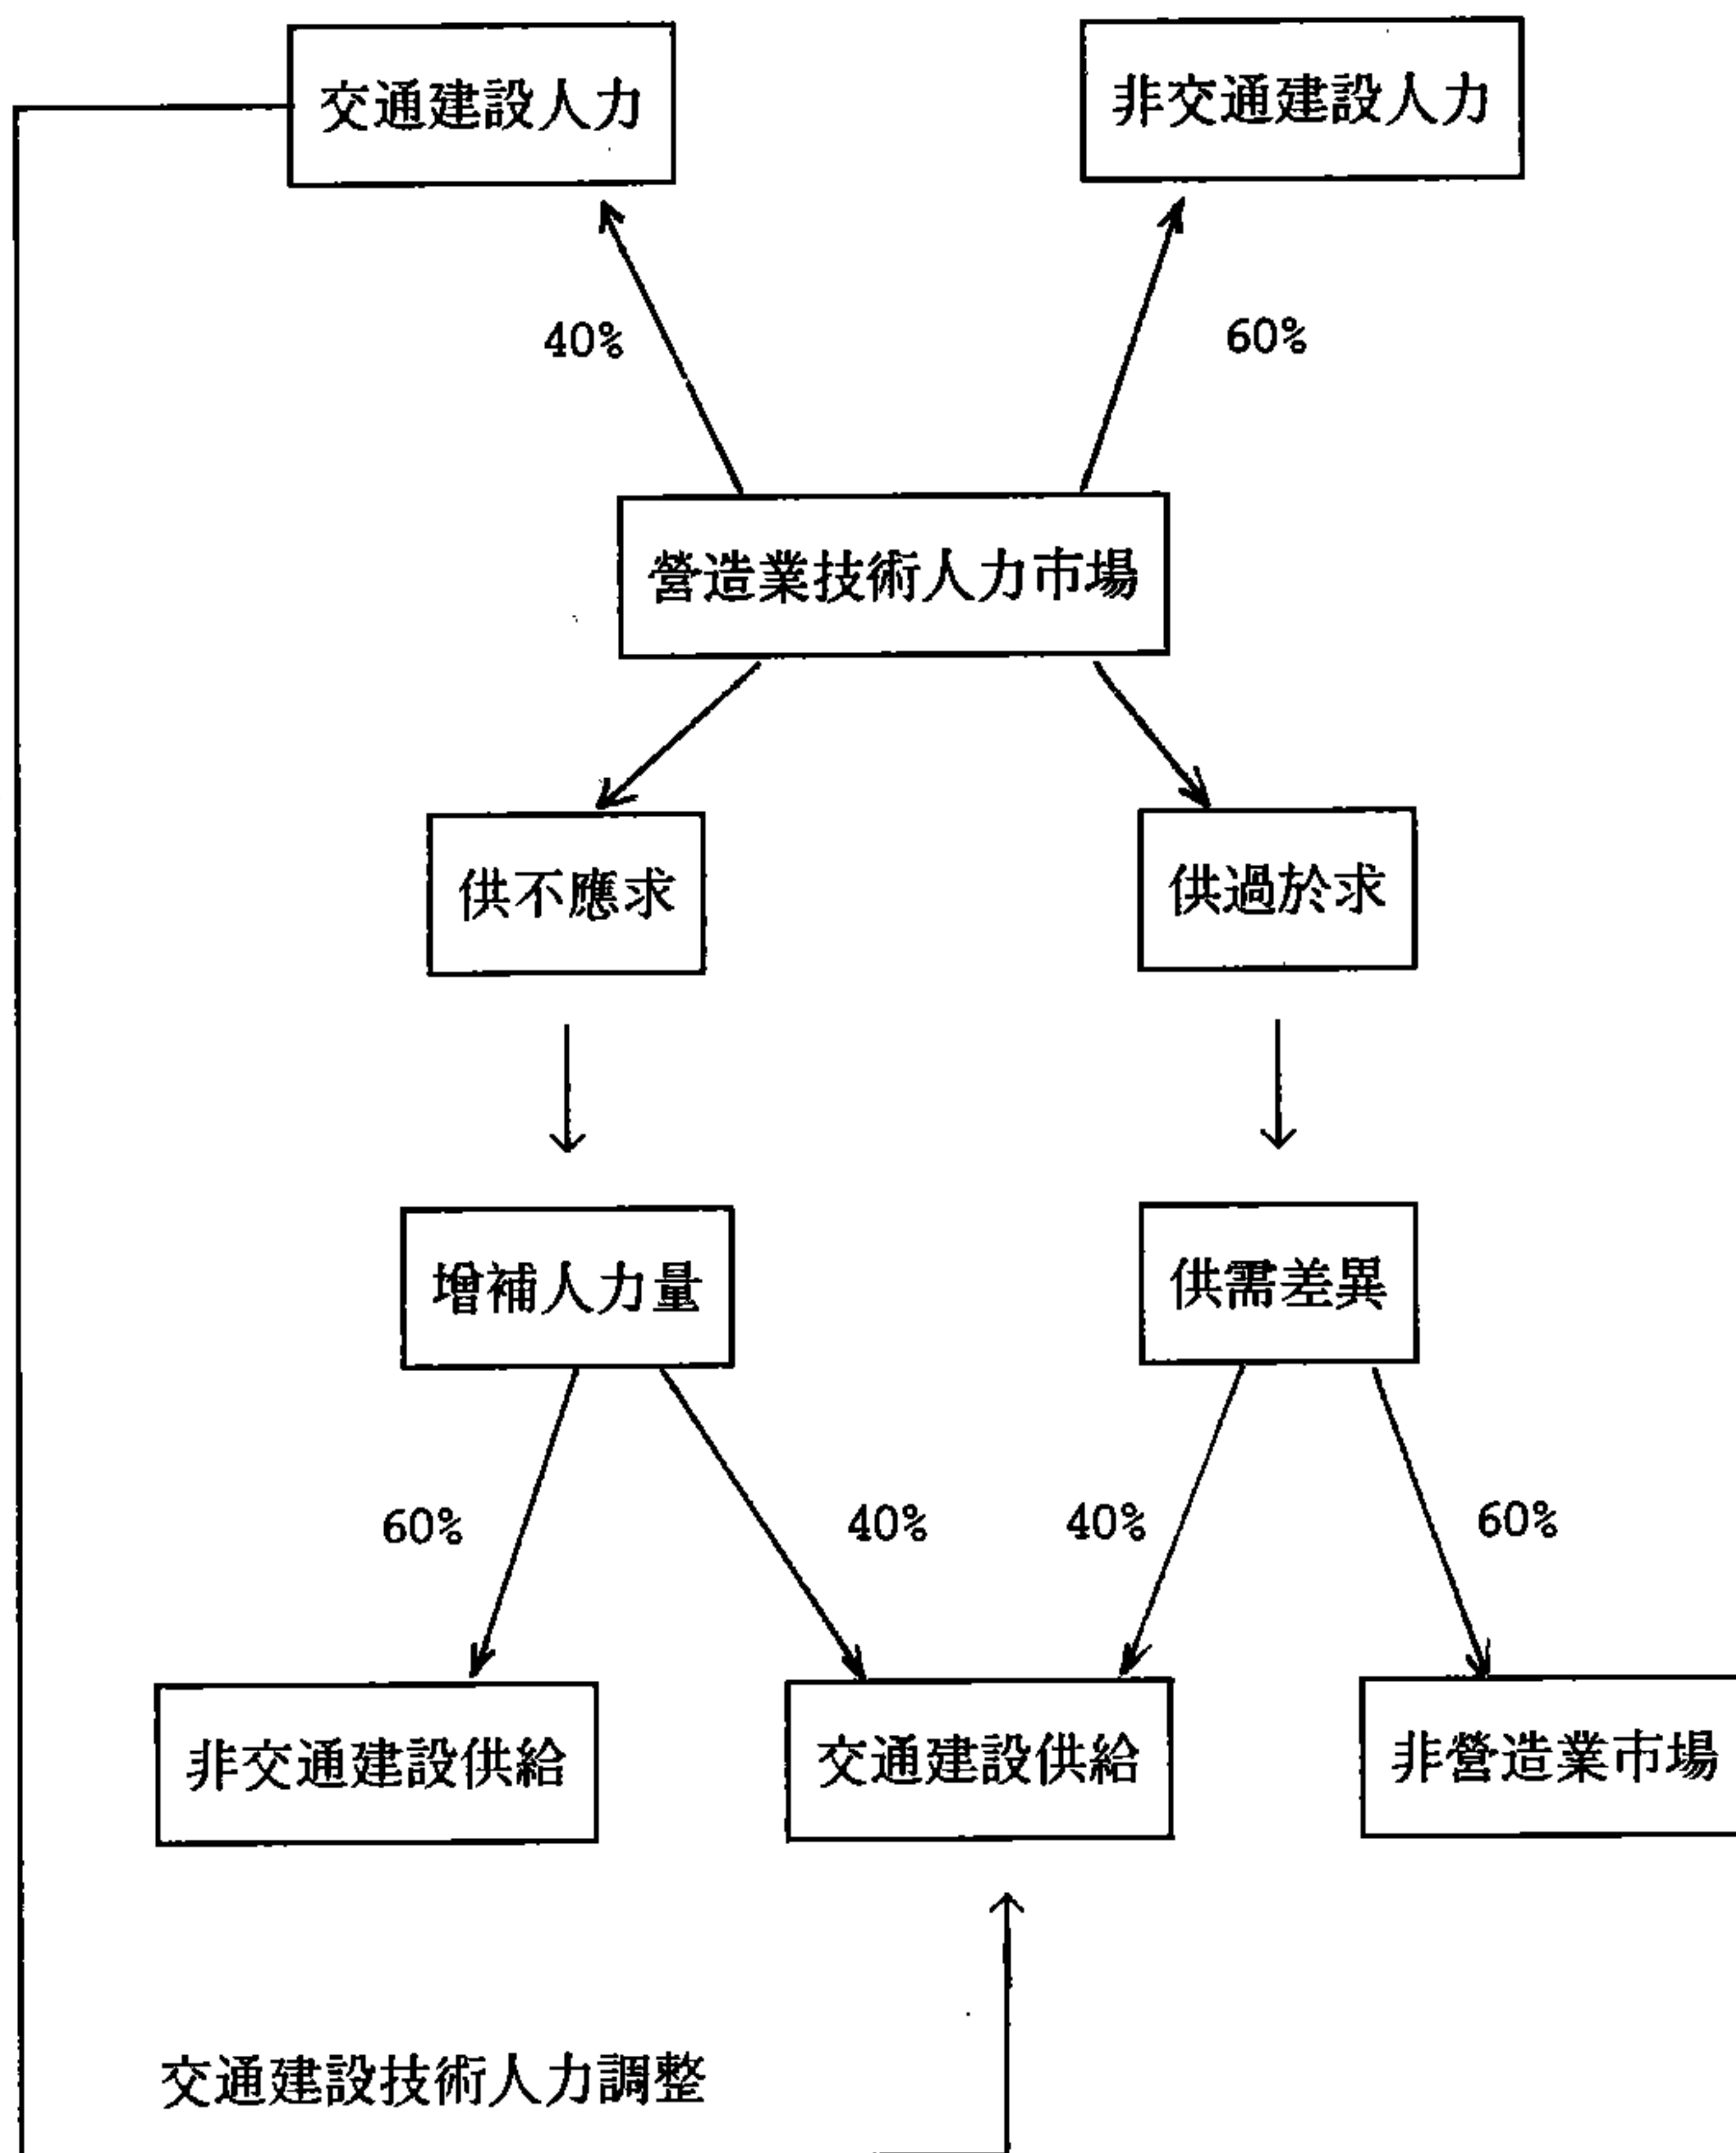 交通建設人力
非交通建設人力
40%
60%
營造業技術人力市場
供不應求
供過於求
增補人力量
供需差異
60%
40%
40%
60%
非交通建設供給
交通建設供給
非營造業市場
交通建設技術人力調整